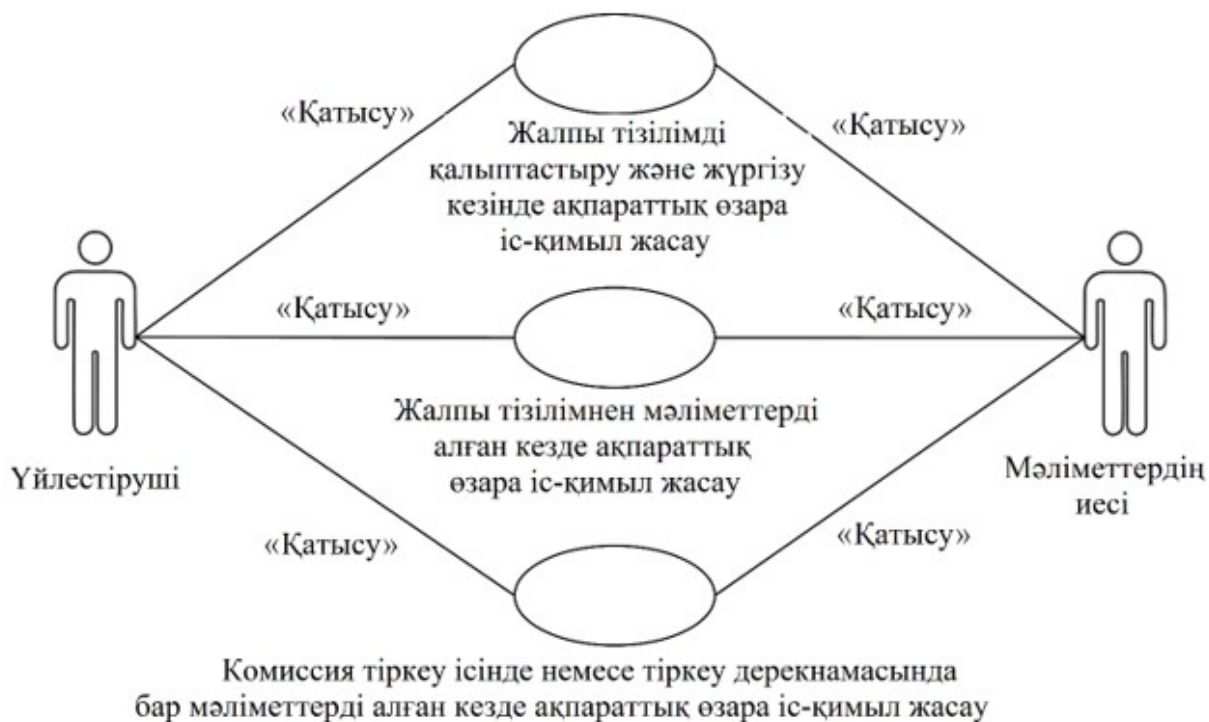 «Қатысу»
«Қатысу»
Жалпы тізілімді
қалыптастыру және жүргізу
кезінде ақпараттық өзара
іс-қимыл жасау
«Қатысу»
«Қатысу»
Жалпы тізілімнен мәліметтерді
алған кезде ақпараттық
өзара іс-қимыл жасау
Үйлестіруші
Мәліметтердің
иесі
«Қатысу»
«Қатысу»
Комиссия тіркеу ісінде немесе тіркеу дерекнамасында
бар мәліметтерді алған кезде ақпараттық өзара іс-қимыл жасау